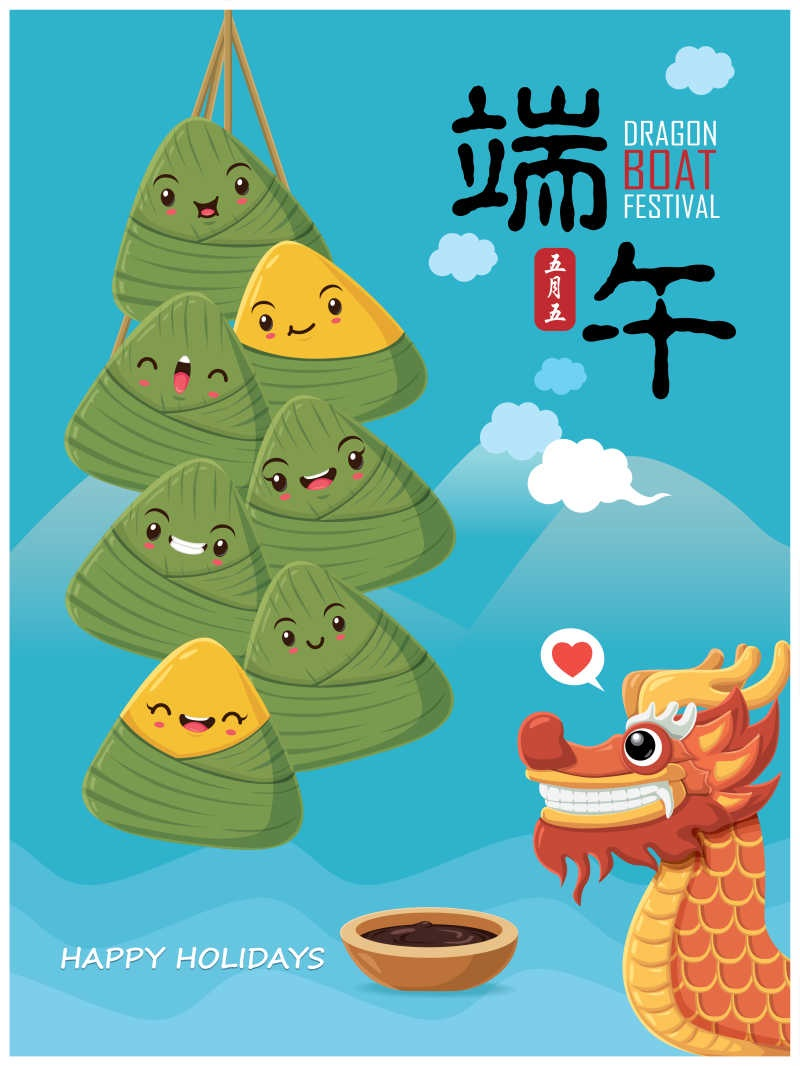 端午
DRAGON
BOAT
FESTIVAL
五月五
HAPPY HOLIDAYS